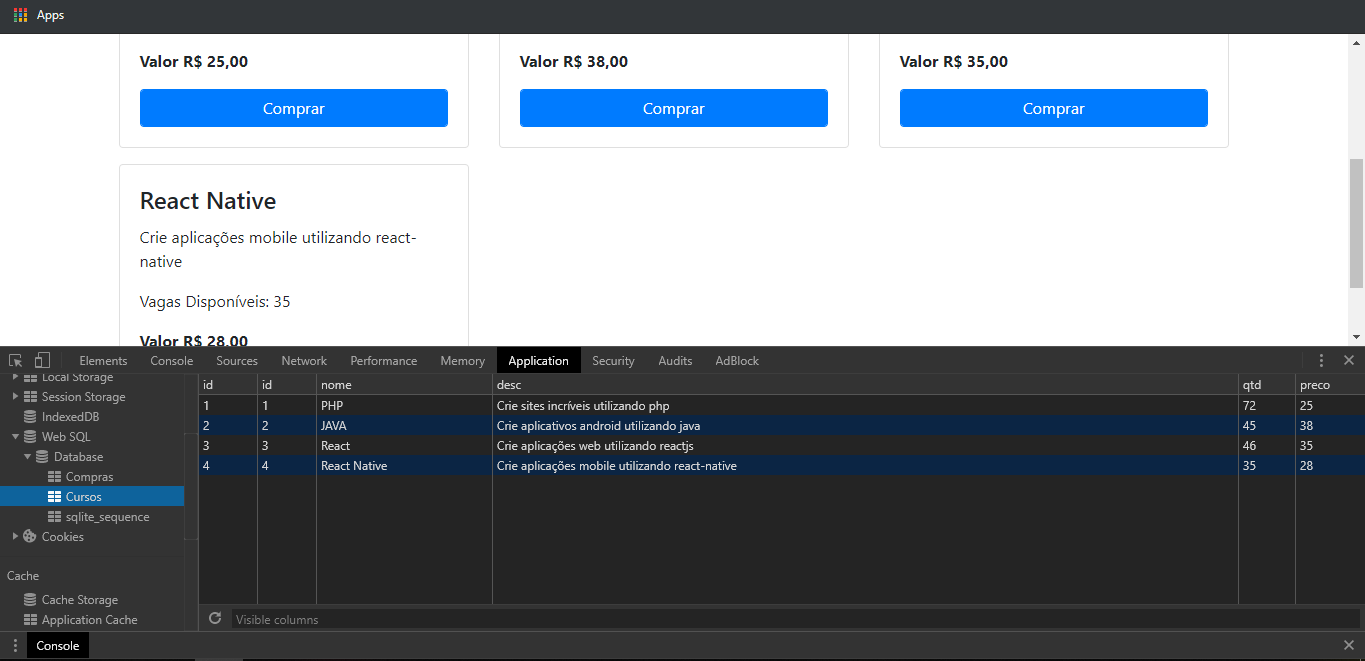 Apps
Valor R$ 25,00 Valor R$ 38,00 Valor R$ 35,00
Comprar Comprar Comprar
React Native
Crie aplicações mobile utilizando react-
native
Vagas Disponíveis: 35
Valor R$ 28,00
Elements Console Sources Network Performance Memory Application Security Audits AdBlock
Local Storage
Session Storage
IndexedDB
Web SQL
Database
Compras
Cursos
sqlite_sequence
Cookies
Cache
Cache Storage
Application Cache
id id nome desc qtd preco
1 1 PHP Crie sites incríveis utilizando php 72 25
2 2 JAVA Crie aplicativos android utilizando java 45 38
3 3 React Crie aplicações web utilizando reactjs 46 35
4 4 React Native Crie aplicações mobile utilizando react-native 35 28
Visible columns
Console